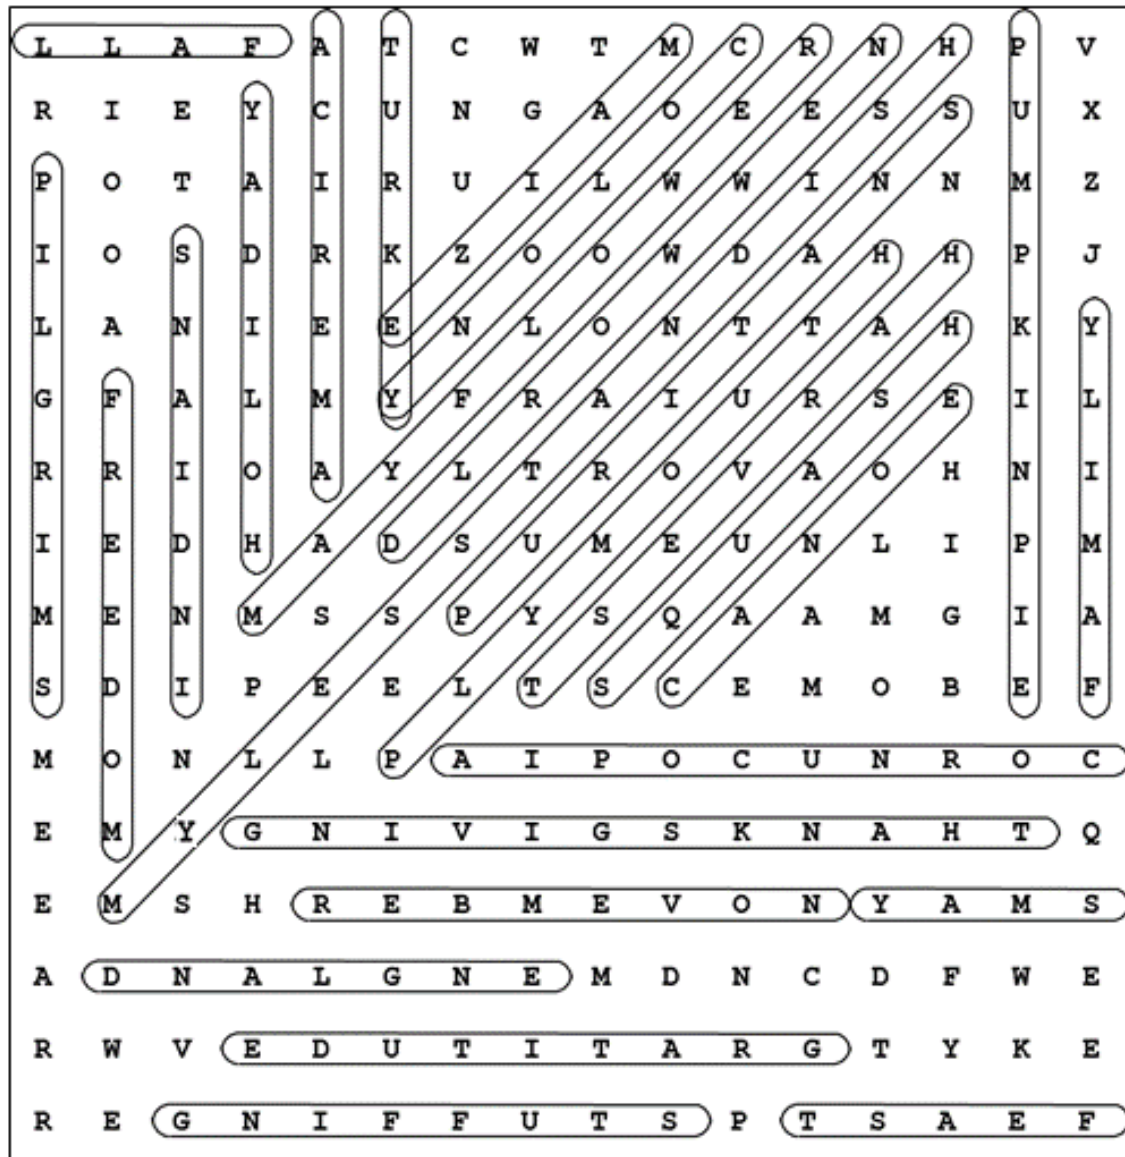 L L A F A T C W T M C R N H P V
R I E Y C U N G A O E E S S U X
P O T A I R U I L W W I N N M Z
I O S D R K Z O O W D A H H P J
L A N I E E N L O N T T A H K Y
G F A L M Y F R A I U R S E I L
R R I O A Y L T R O V A O H N I
I E D H A D S U M E U N L I P M
M E N M S S P Y S Q A A M G I A
S D I P E E L T S C E M O B E F
M O N L L P A I P O C U N R O C
E M Y G N I V I G S K N A H T Q
E M S H R E B M E V O N Y A M S
A D N A L G N E M D N C D F W E
R W V E D U T I T A R G T Y K E
R E G N I F F U T S P T S A E F